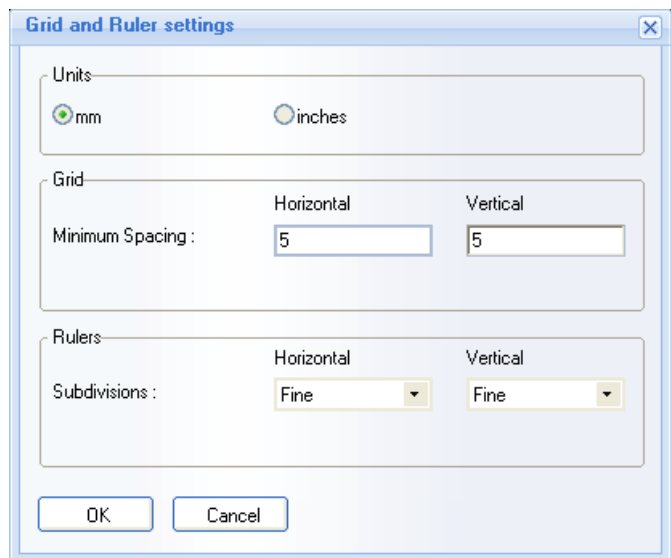 Grid and Ruler settings
Units
mm inches
Grid
Horizontal Vertical
Minimum Spacing : 5 5
Rulers
Horizontal Vertical
Subdivisions : Fine Fine
OK Cancel